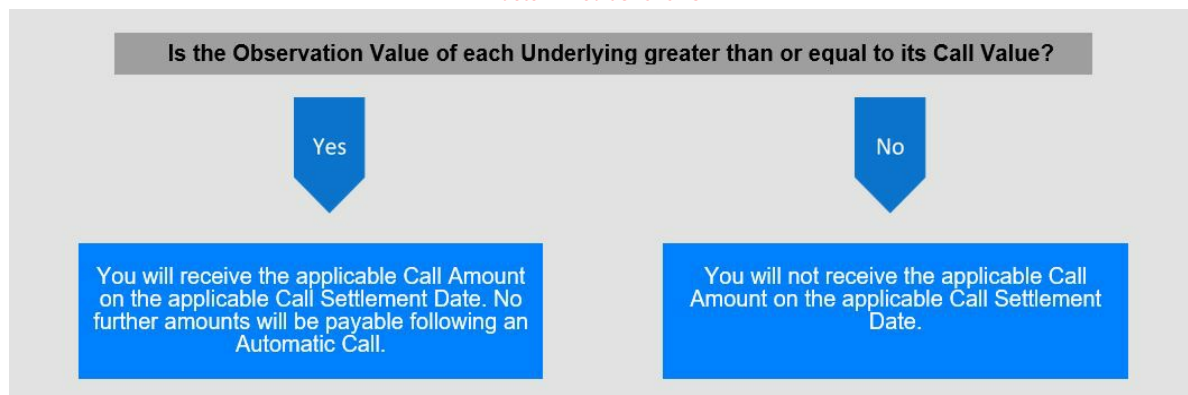 Is the Observation Value of each Underlying greater than or equal to its Call Value?
Yes
No
You will receive the applicable Call Amount
on the applicable Call Settlement Date. No
further amounts will be payable following an
Automatic Call.
You will not receive the applicable Call
Amount on the applicable Call Settlement
Date.